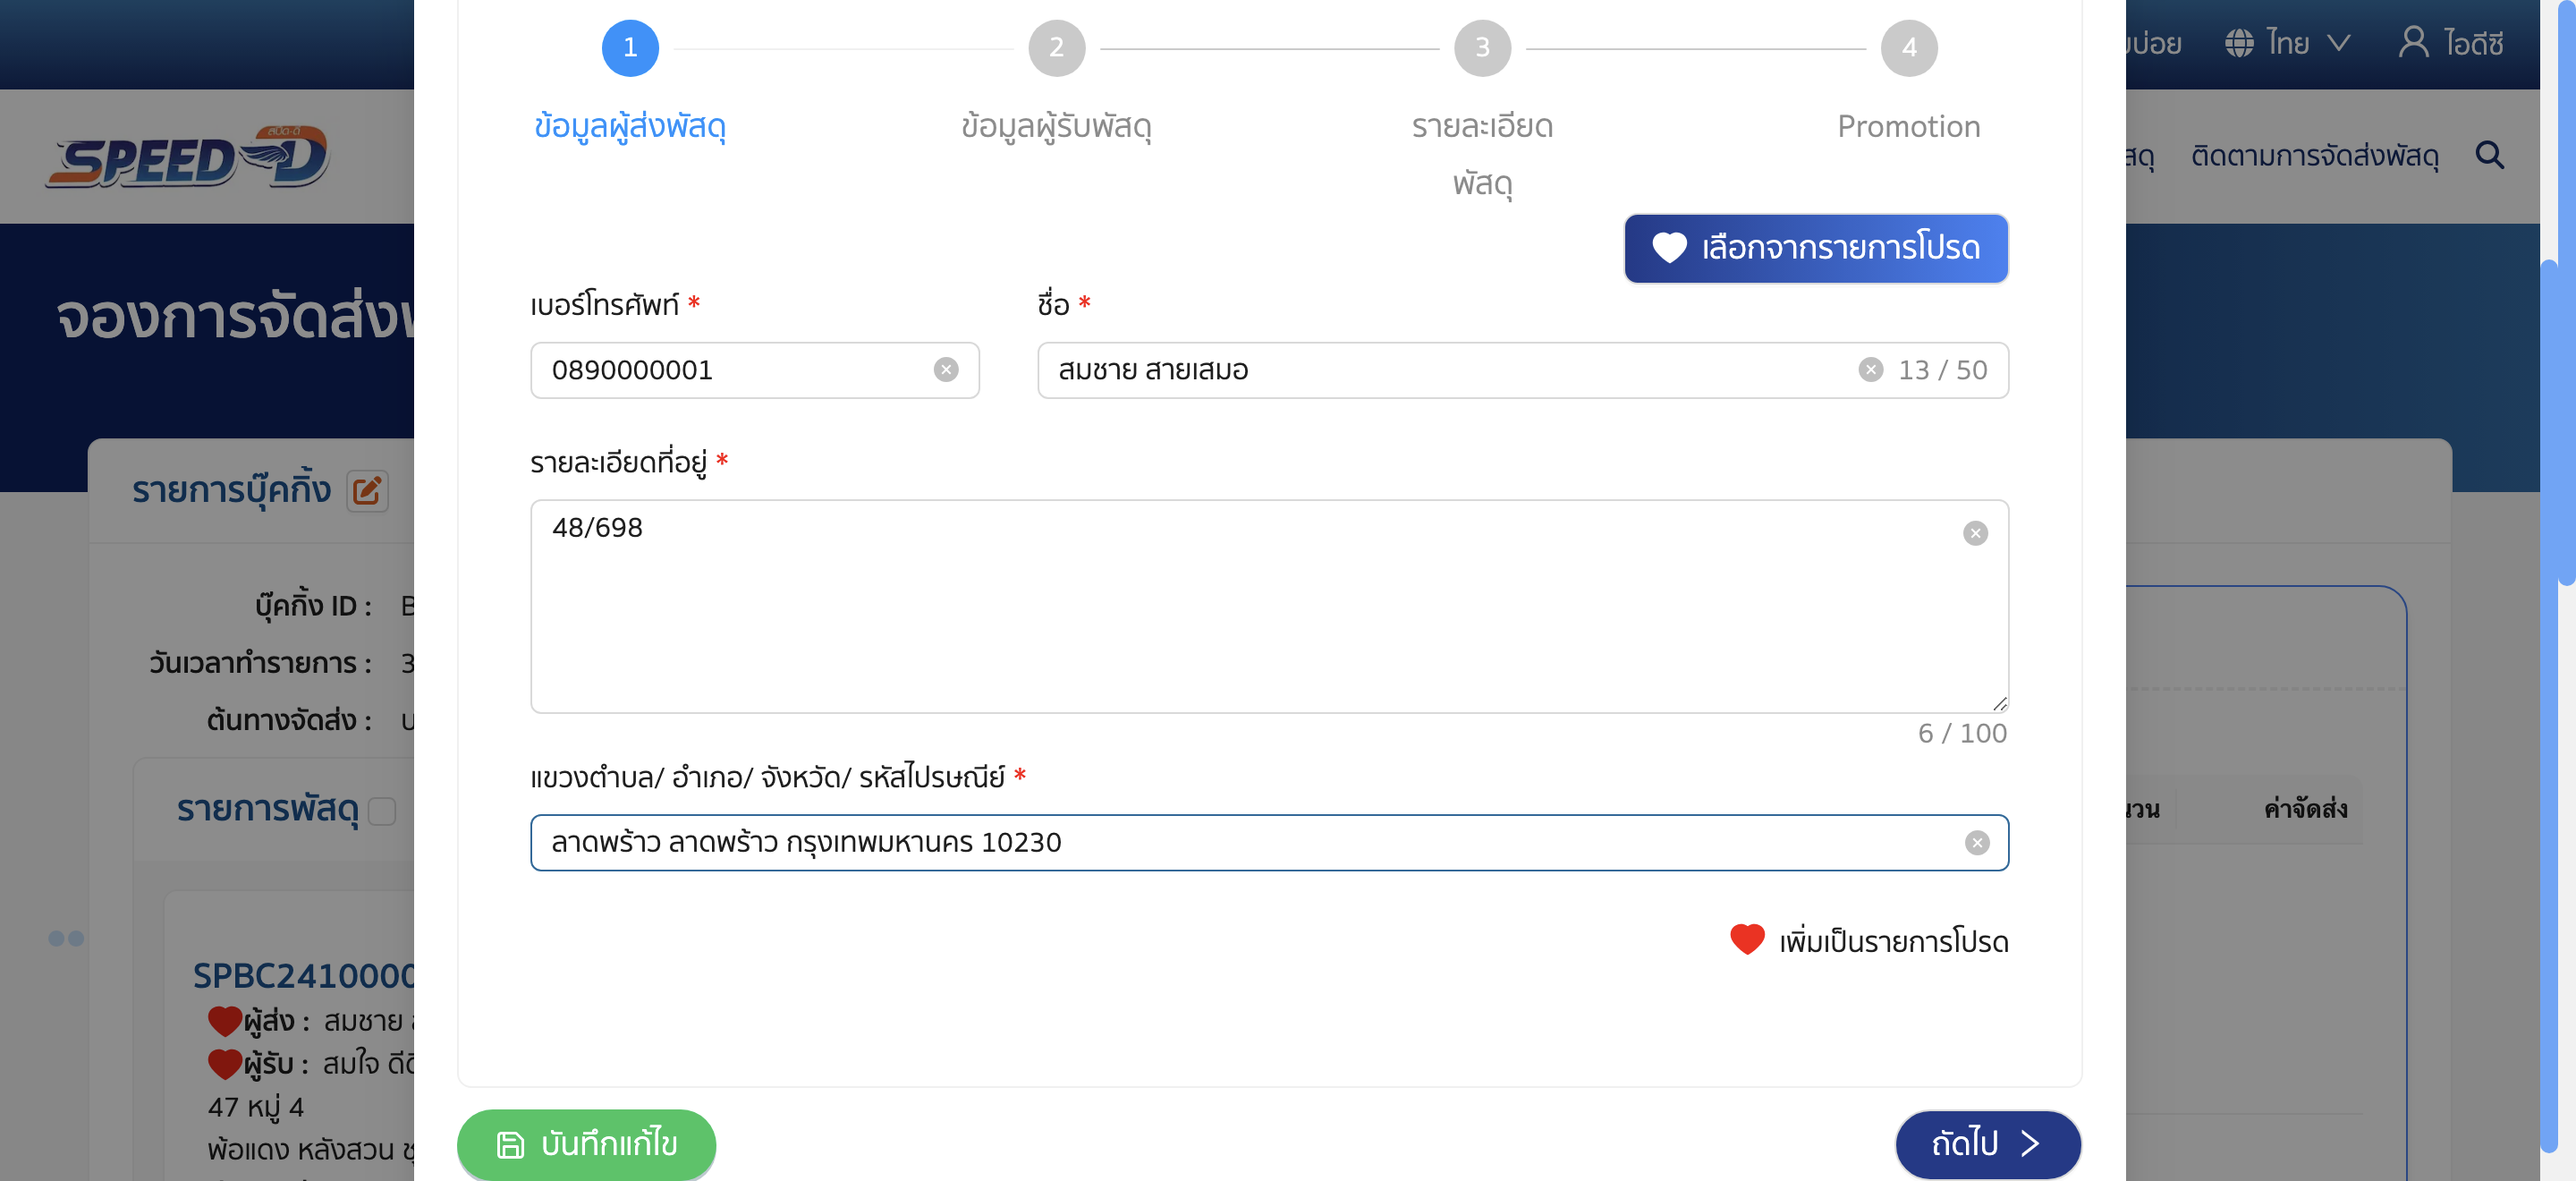 ไทย
ไอดีซี
สปีด-ดี
SPEED D
ติดตามการจัดส่งพัสดุ
1
2
3
4
ข้อมูลผู้ส่งพัสดุ
ข้อมูลผู้รับพัสดุ
รายละเอียด
พัสดุ
Promotion
เลือกจากรายการโปรด
จองการจัดส่งพ
เบอร์โทรศัพท์ *
ชื่อ *
0890000001
สมชาย สายเสมอ
13 / 50
รายละเอียดที่อยู่ *
48/698
6 / 100
แขวงตำบล/ อำเภอ/ จังหวัด/ รหัสไปรษณีย์ *
ลาดพร้าว ลาดพร้าว กรุงเทพมหานคร 10230
เพิ่มเป็นรายการโปรด
บันทึกแก้ไข
ถัดไป
รายการบุ๊คกิ้ง
บุ๊คกิ้ง ID :
วันเวลาทำรายการ : 3
ต้นทางจัดส่ง :
รายการพัสดุ
ค่าจัดส่ง
SPBC2410000
ผู้ส่ง : สมชาย
ผู้รับ : สมใจ
47 หมู่ 4
พ้อแดง หลังสวน